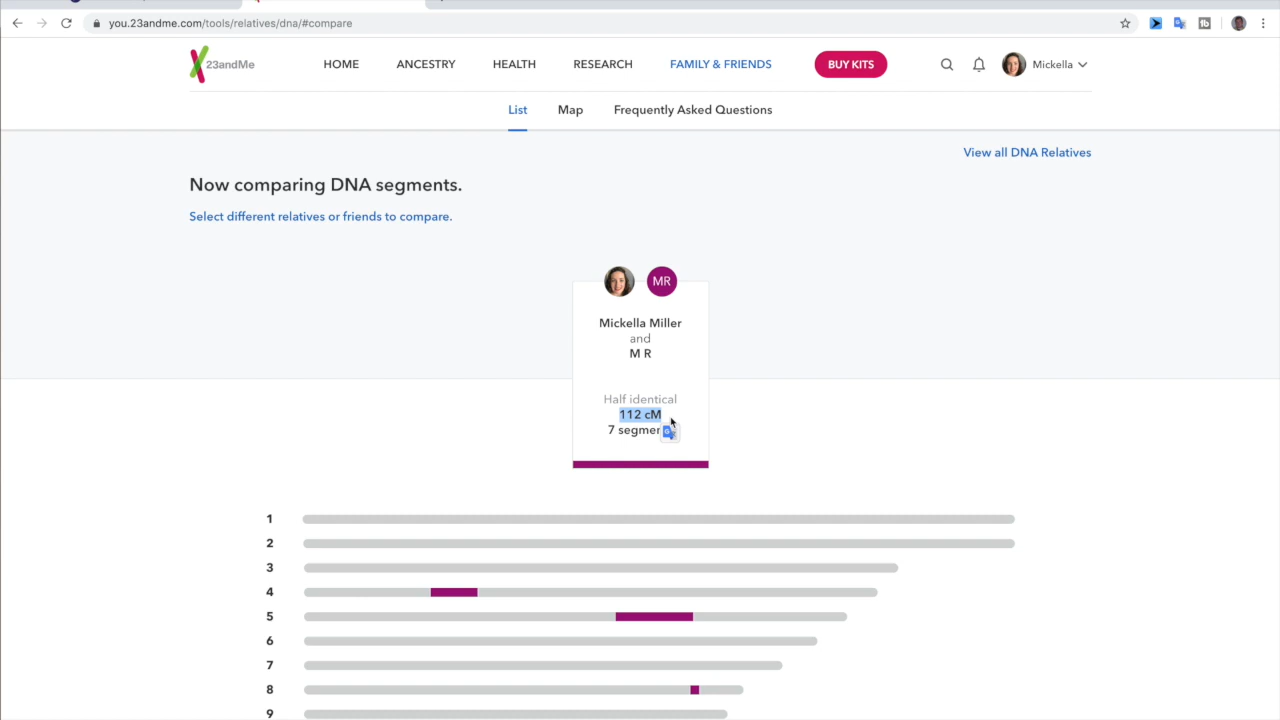 you.23andme.com/tools/relatives/dna/#compare
23andMe
HOME
ANCESTRY
HEALTH
RESEARCH
FAMILY & FRIENDS
BUY KITS
Mickella
List
Map
Frequently Asked Questions
View all DNA Relatives
Now comparing DNA segments.
Select different relatives or friends to compare.
MR
Mickella Miller
and
M R
Half identical
112 cM
7 segmen
1
2
3
4
5
6
7
8
9